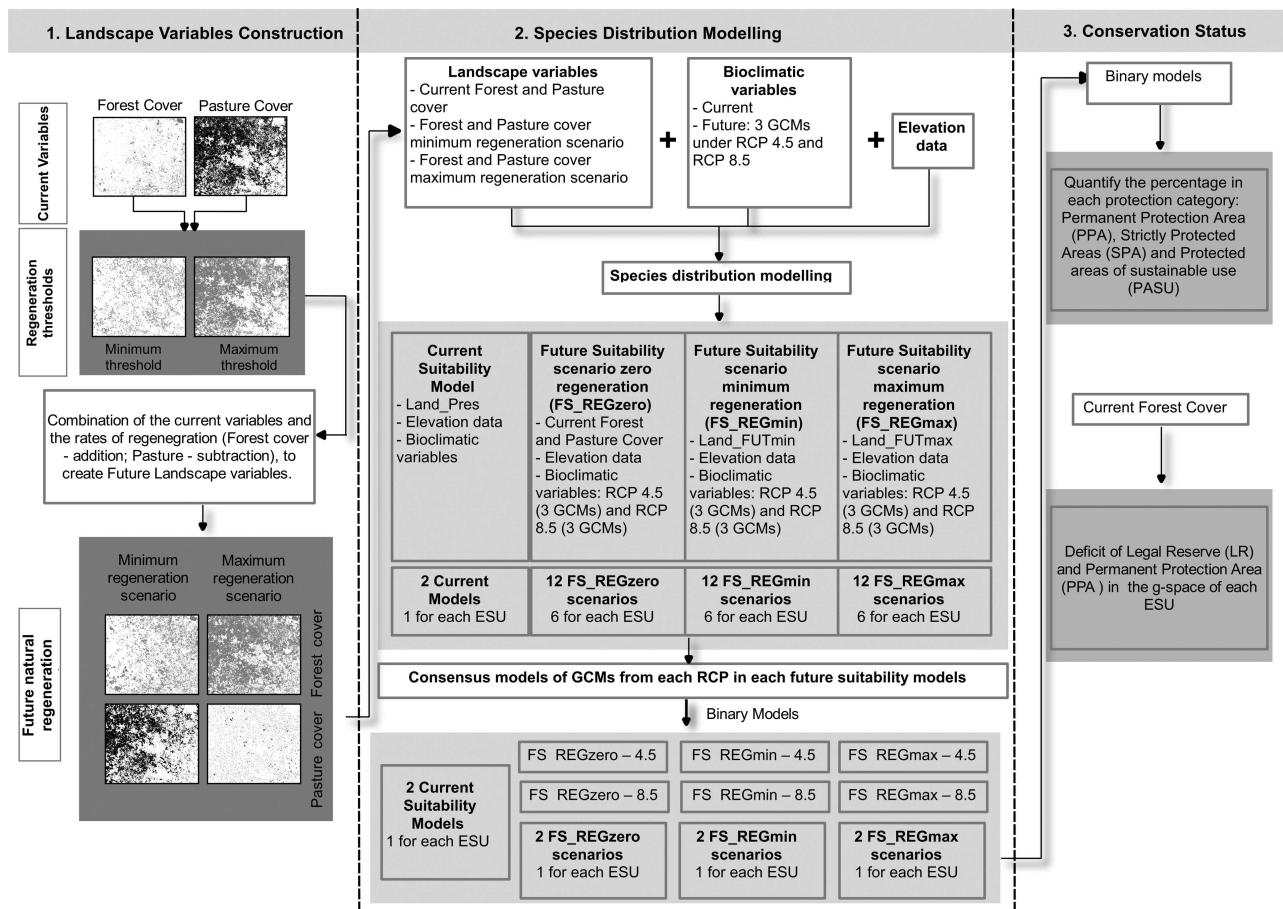 1. Landscape Variables Construction
Current Variables
Forest Cover
Pasture Cover
Regeneration
thresholds
Minimum
threshold
Maximum
threshold
Combination of the current variables and
the rates of regenegration (Forest cover
- addition; Pasture - subtraction), to
create Future Landscape variables.
Future natural
regeneration
Minimum
regeneration
scenario
Maximum
regeneration
scenario
Forest cover
Pasture cover
2. Species Distribution Modelling
Landscape variables
- Current Forest and Pasture
cover
- Forest and Pasture cover
minimum regeneration scenario
- Forest and Pasture cover
maximum regeneration scenario
+
Bioclimatic
variables
- Current
- Future: 3 GCMs
under RCP 4.5 and
RCP 8.5
+
Elevation
data
Species distribution modelling
Current
Suitability
Model
- Land_Pres
- Elevation data
- Bioclimatic
variables
Future Suitability
scenario zero
regeneration
(FS_REGzero)
- Current Forest
and Pasture Cover
- Elevation data
- Bioclimatic
variables: RCP 4.5
(3 GCMs) and RCP
8.5 (3 GCMs)
Future Suitability
scenario
minimum
regeneration
(FS_REGmin)
- Land_FUTmin
- Elevation data
- Bioclimatic
variables: RCP 4.5
(3 GCMs) and RCP
8.5 (3 GCMs)
Future Suitability
scenario
maximum
regeneration
(FS_REGmax)
- Land_FUTmax
- Elevation data
- Bioclimatic
variables: RCP 4.5
(3 GCMs) and RCP
8.5 (3 GCMs)
2 Current
Models
1 for each ESU
12 FS_REGzero
scenarios
6 for each ESU
12 FS_REGmin
scenarios
6 for each ESU
12 FS_REGmax
scenarios
6 for each ESU
Consensus models of GCMs from each RCP in each future suitability models
Binary Models
2 Current
Suitability
Models
1 for each ESU
FS_REGzero – 4.5
FS_REGmin – 4.5
FS_REGmax – 4.5
FS_REGzero – 8.5
FS_REGmin – 8.5
FS_REGmax – 8.5
2 FS_REGzero
scenarios
1 for each ESU
2 FS_REGmin
scenarios
1 for each ESU
2 FS_REGmax
scenarios
1 for each ESU
3. Conservation Status
Binary models
Quantify the percentage in
each protection category:
Permanent Protection Area
(PPA), Strictly Protected
Areas (SPA) and Protected
areas of sustainable use
(PASU)
Current Forest Cover
Deficit of Legal Reserve (LR)
and Permanent Protection Area
(PPA ) in the g-space of each
ESU